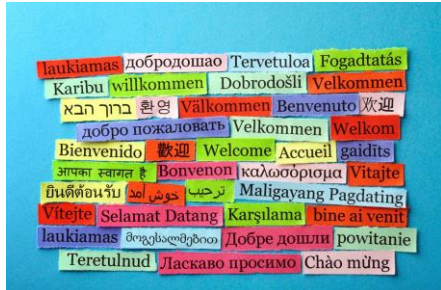 laukiamas добродошао Tervetuloa Fogadtatás
Karibu willkommen Dobrodošli Velkommen
ברוך הבא 환영 Välkommen Benvenuto 欢迎
добро пожаловать Velkommen Welkom
Bienvenido 歡迎 Welcome Accueil gaidīts
आपका स्वागत है Bonvenon καλωσόρισμα Vitajte
ยินดีต้อนรับ خوش آمد ترحيب Maligayang Pagdating
Vítejte Selamat Datang Karşılama bine ai venit
laukiamas მოგესალმებით Добре дошли powitanie
Teretulnud Ласкаво просимо Chào mừng